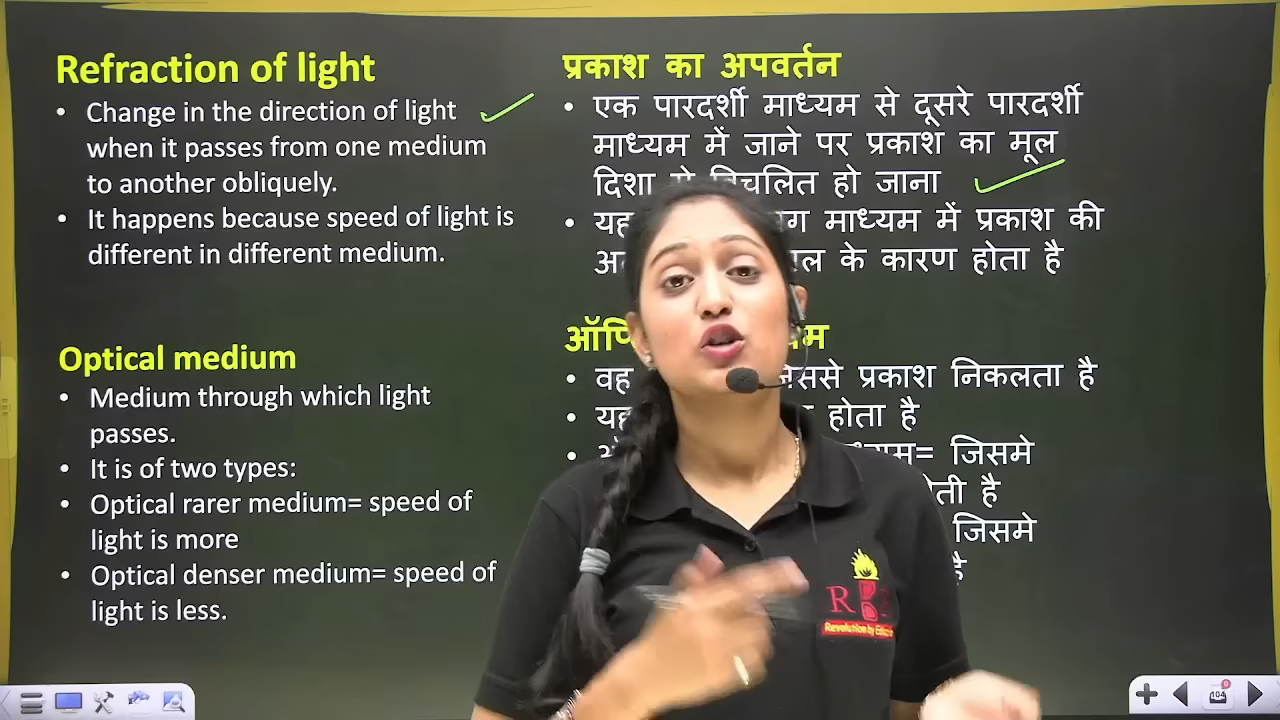 Refraction of light
• Change in the direction of light
when it passes from one medium
to another obliquely.
• It happens because speed of light is
different in different medium.
Optical medium
• Medium through which light
passes.
• It is of two types:
• Optical rarer medium= speed of
light is more
• Optical denser medium= speed of
light is less.
प्रकाश का अपवर्तन
• एक पारदर्शी माध्यम से दूसरे पारदर्शी
माध्यम में जाने पर प्रकाश का मूल
दिशा से विचलित हो जाना
• माध्यम में प्रकाश की
के कारण होता है
• वह प्रकाश निकलता है
• होता है
• जिसमे
है
जिसमे
R
Revolution by
104